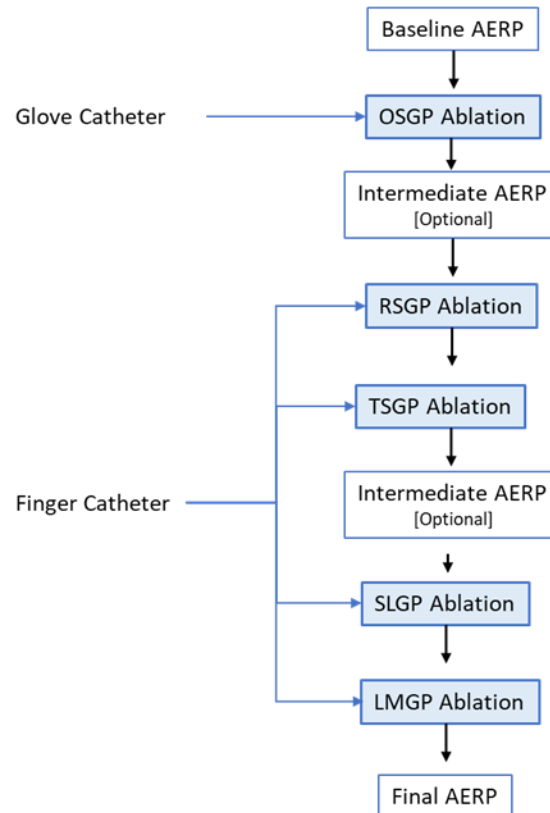 Baseline AERP
Glove Catheter
OSGP Ablation
Intermediate AERP
[Optional]
RSGP Ablation
TSGP Ablation
Intermediate AERP
[Optional]
Finger Catheter
SLGP Ablation
LMGP Ablation
Final AERP